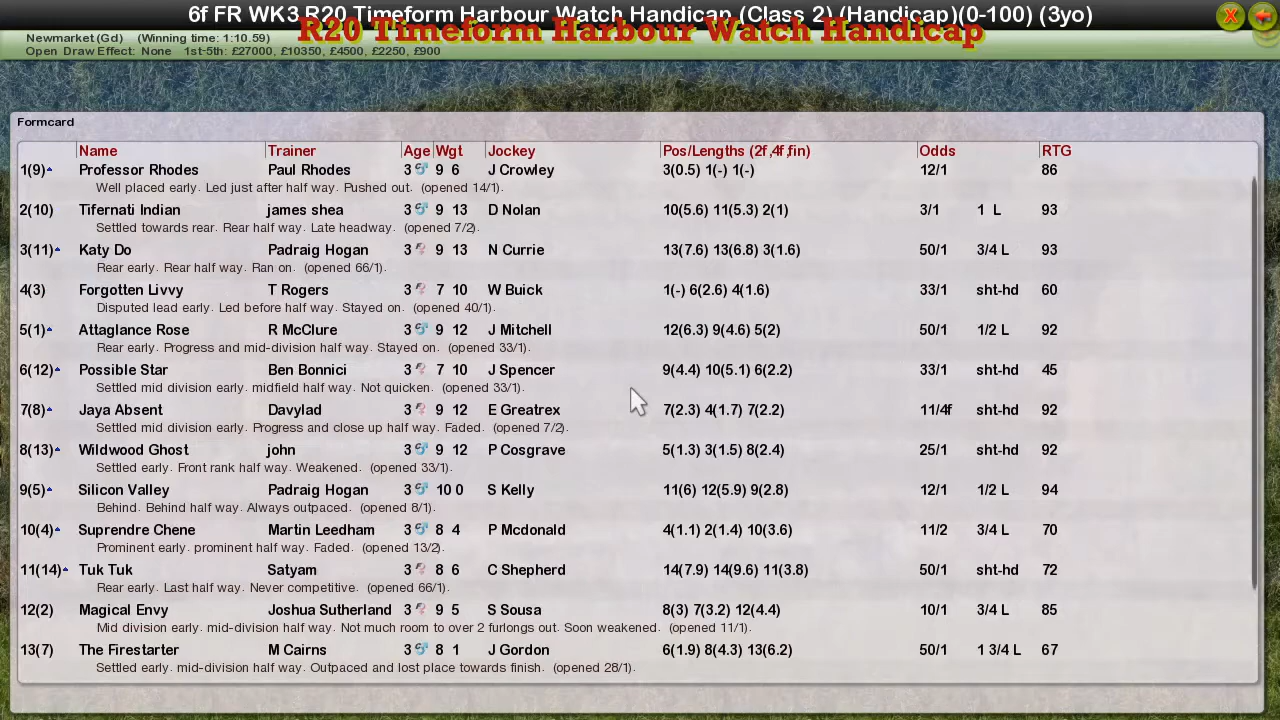 6f FR WK3 R20 Timeform Harbour Watch Handicap (Class 2) (Handicap)(0-100) (3yo)
R20 Timeform Harbour Watch Handicap
Newmarket(Gd) (Winning time: 1:10.59)
Open Draw Effect: None 1st-5th: £27000, £10350, £4500, £2250, £900
X
Formcard
Name Trainer Age Wgt Jockey Pos/Lengths (2f,4f,fin) Odds RTG
1(9) Professor Rhodes Paul Rhodes 3 9 6 J Crowley 3(0.5) 1(-) 1(-) 12/1 86
Well placed early. Led just after half way. Pushed out. (opened 14/1).
2(10) Tifernati Indian james shea 3 9 13 D Nolan 10(5.6) 11(5.3) 2(1) 3/1 1 L 93
Settled towards rear. Rear half way. Late headway. (opened 7/2).
3(11) Katy Do Padraig Hogan 3 9 13 N Currie 13(7.6) 13(6.8) 3(1.6) 50/1 3/4 L 93
Rear early. Rear half way. Ran on. (opened 66/1).
4(3) Forgotten Livvy T Rogers 3 7 10 W Buick 1(-) 6(2.6) 4(1.6) 33/1 sht-hd 60
Disputed lead early. Led before half way. Stayed on. (opened 40/1).
5(1) Attaglance Rose R McClure 3 9 12 J Mitchell 12(6.3) 9(4.6) 5(2) 50/1 1/2 L 92
Rear early. Progress and mid-division half way. Stayed on. (opened 33/1).
6(12) Possible Star Ben Bonnici 3 7 10 J Spencer 9(4.4) 10(5.1) 6(2.2) 33/1 sht-hd 45
Settled mid division early. midfield half way. Not quicken. (opened 33/1).
7(8) Jaya Absent Davylad 3 9 12 E Greatrex 7(2.3) 4(1.7) 7(2.2) 11/4f sht-hd 92
Settled mid division early. Progress and close up half way. Faded. (opened 7/2).
8(13) Wildwood Ghost john 3 9 12 P Cosgrave 5(1.3) 3(1.5) 8(2.4) 25/1 sht-hd 92
Settled early. Front rank half way. Weakened. (opened 33/1).
9(5) Silicon Valley Padraig Hogan 3 10 0 S Kelly 11(6) 12(5.9) 9(2.8) 12/1 1/2 L 94
Behind. Behind half way. Always outpaced. (opened 8/1).
10(4) Suprendre Chene Martin Leedham 3 8 4 P Mcdonald 4(1.1) 2(1.4) 10(3.6) 11/2 3/4 L 70
Prominent early. prominent half way. Faded. (opened 13/2).
11(14) Tuk Tuk Satyam 3 8 6 C Shepherd 14(7.9) 14(9.6) 11(3.8) 50/1 sht-hd 72
Rear early. Last half way. Never competitive. (opened 66/1).
12(2) Magical Envy Joshua Sutherland 3 9 5 S Sousa 8(3) 7(3.2) 12(4.4) 10/1 3/4 L 85
Mid division early. mid-division half way. Not much room to over 2 furlongs out. Soon weakened. (opened 11/1).
13(7) The Firestarter M Cairns 3 8 1 J Gordon 6(1.9) 8(4.3) 13(6.2) 50/1 1 3/4 L 67
Settled early. mid-division half way. Outpaced and lost place towards finish. (opened 28/1).